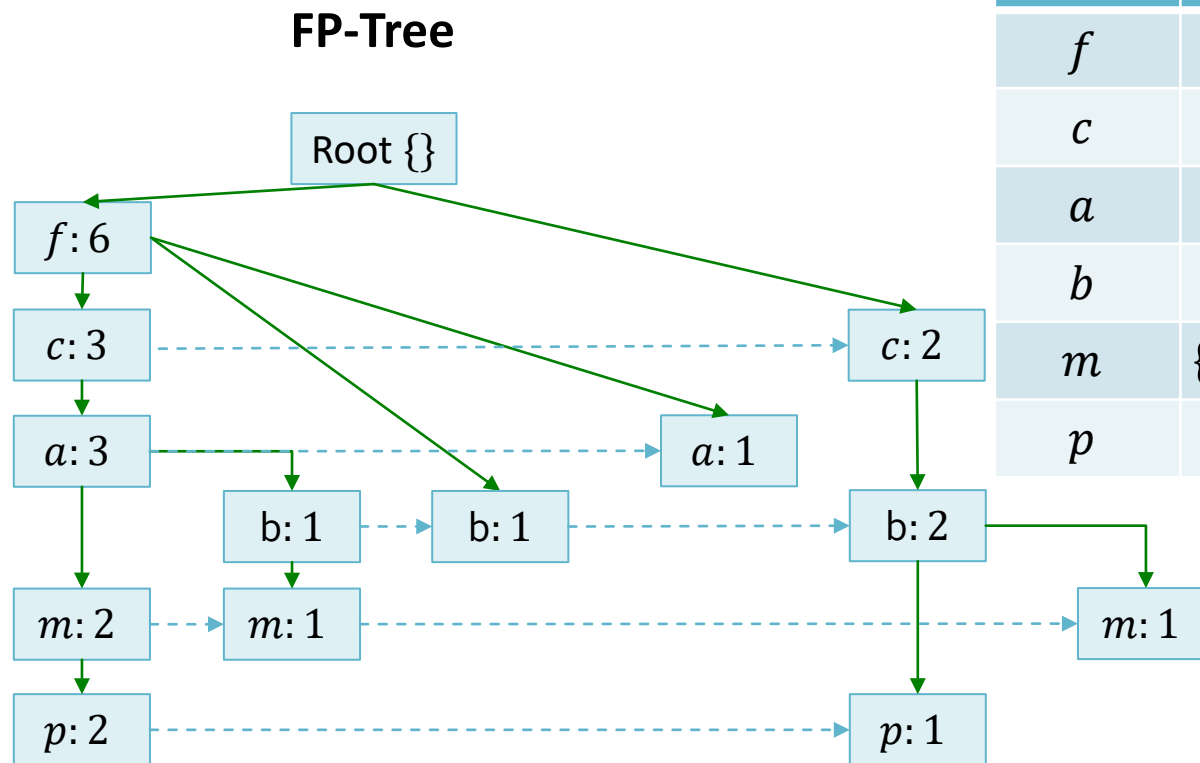 FP-Tree
Root {}
f: 6
c: 3
c: 2
a: 3
a: 1
b: 1
b: 1
b: 2
m: 2
m: 1
m: 1
p: 2
p: 1
f
c
a
b
m {
p